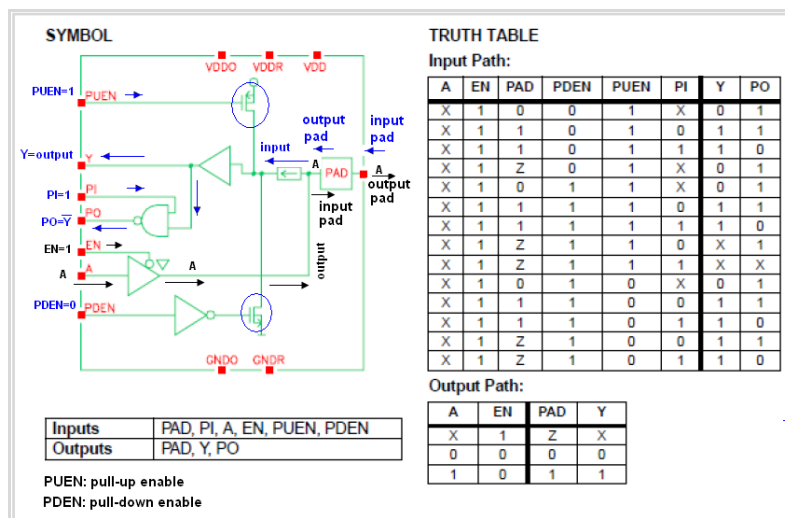 SYMBOL
VDDO VDDR VDD
PUEN=1
PUEN
output
pad
input
pad
input
Y=output
Y
A
PAD
A
output
pad
PI=1
PI
input
pad
PO=Y̅
PO
EN=1
EN
A
A
A
output
PDEN=0
PDEN
GNDO GNDR
Inputs PAD, PI, A, EN, PUEN, PDEN
Outputs PAD, Y, PO
PUEN: pull-up enable
PDEN: pull-down enable
TRUTH TABLE
Input Path:
A EN PAD PDEN PUEN PI Y PO
X 1 0 0 1 X 0 1
X 1 1 0 1 0 1 1
X 1 1 0 1 1 1 0
X 1 Z 0 1 X 0 1
X 1 0 1 1 X 0 1
X 1 1 1 1 0 1 1
X 1 1 1 1 1 1 0
X 1 Z 1 1 0 X 1
X 1 Z 1 1 1 X X
X 1 0 1 0 X 0 1
X 1 1 1 0 0 1 1
X 1 1 1 0 1 1 0
X 1 Z 1 0 0 1 1
X 1 Z 1 0 1 1 0
Output Path:
A EN PAD Y
X 1 Z X
0 0 0 0
1 0 1 1